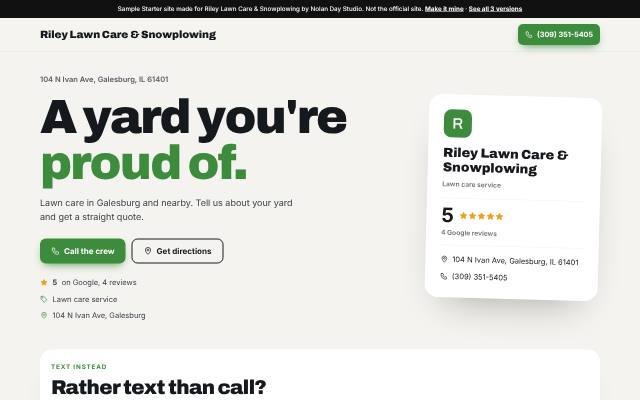 Sample Starter site made for Riley Lawn Care & Snowplowing by Nolan Day Studio. Not the official site. Make it mine · See all 3 versions
Riley Lawn Care & Snowplowing
(309) 351-5405
104 N Ivan Ave, Galesburg, IL 61401
A yard you're
proud of.
Lawn care in Galesburg and nearby. Tell us about your yard
and get a straight quote.
Call the crew
Get directions
5 on Google, 4 reviews
Lawn care service
104 N Ivan Ave, Galesburg
R
Riley Lawn Care &
Snowplowing
Lawn care service
5
4 Google reviews
104 N Ivan Ave, Galesburg, IL 61401
(309) 351-5405
TEXT INSTEAD
Rather text than call?